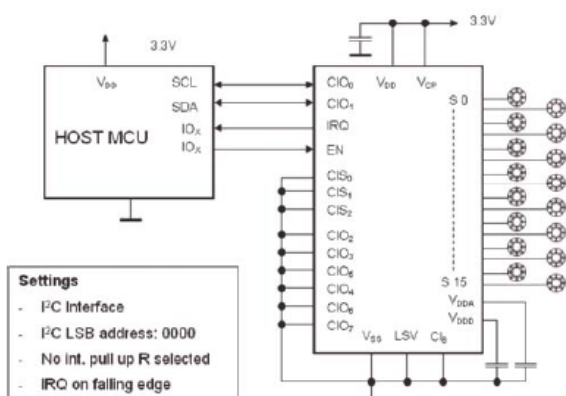 3.3V
3.3V
V_DD
SCL
SDA
IO_X
IO_X
HOST MCU
CIO_0
CIO_1
IRQ
EN
CIS_0
CIS_1
CIS_2
CIO_2
CIO_3
CIO_5
CIO_4
CIO_6
CIO_7
V_DD
V_CP
S 0
S 15
V_DDA
V_DDD
V_SS
LSV
CI_B
Settings
- I²C Interface
- I²C LSB address: 0000
- No int. pull up R selected
- IRQ on falling edge